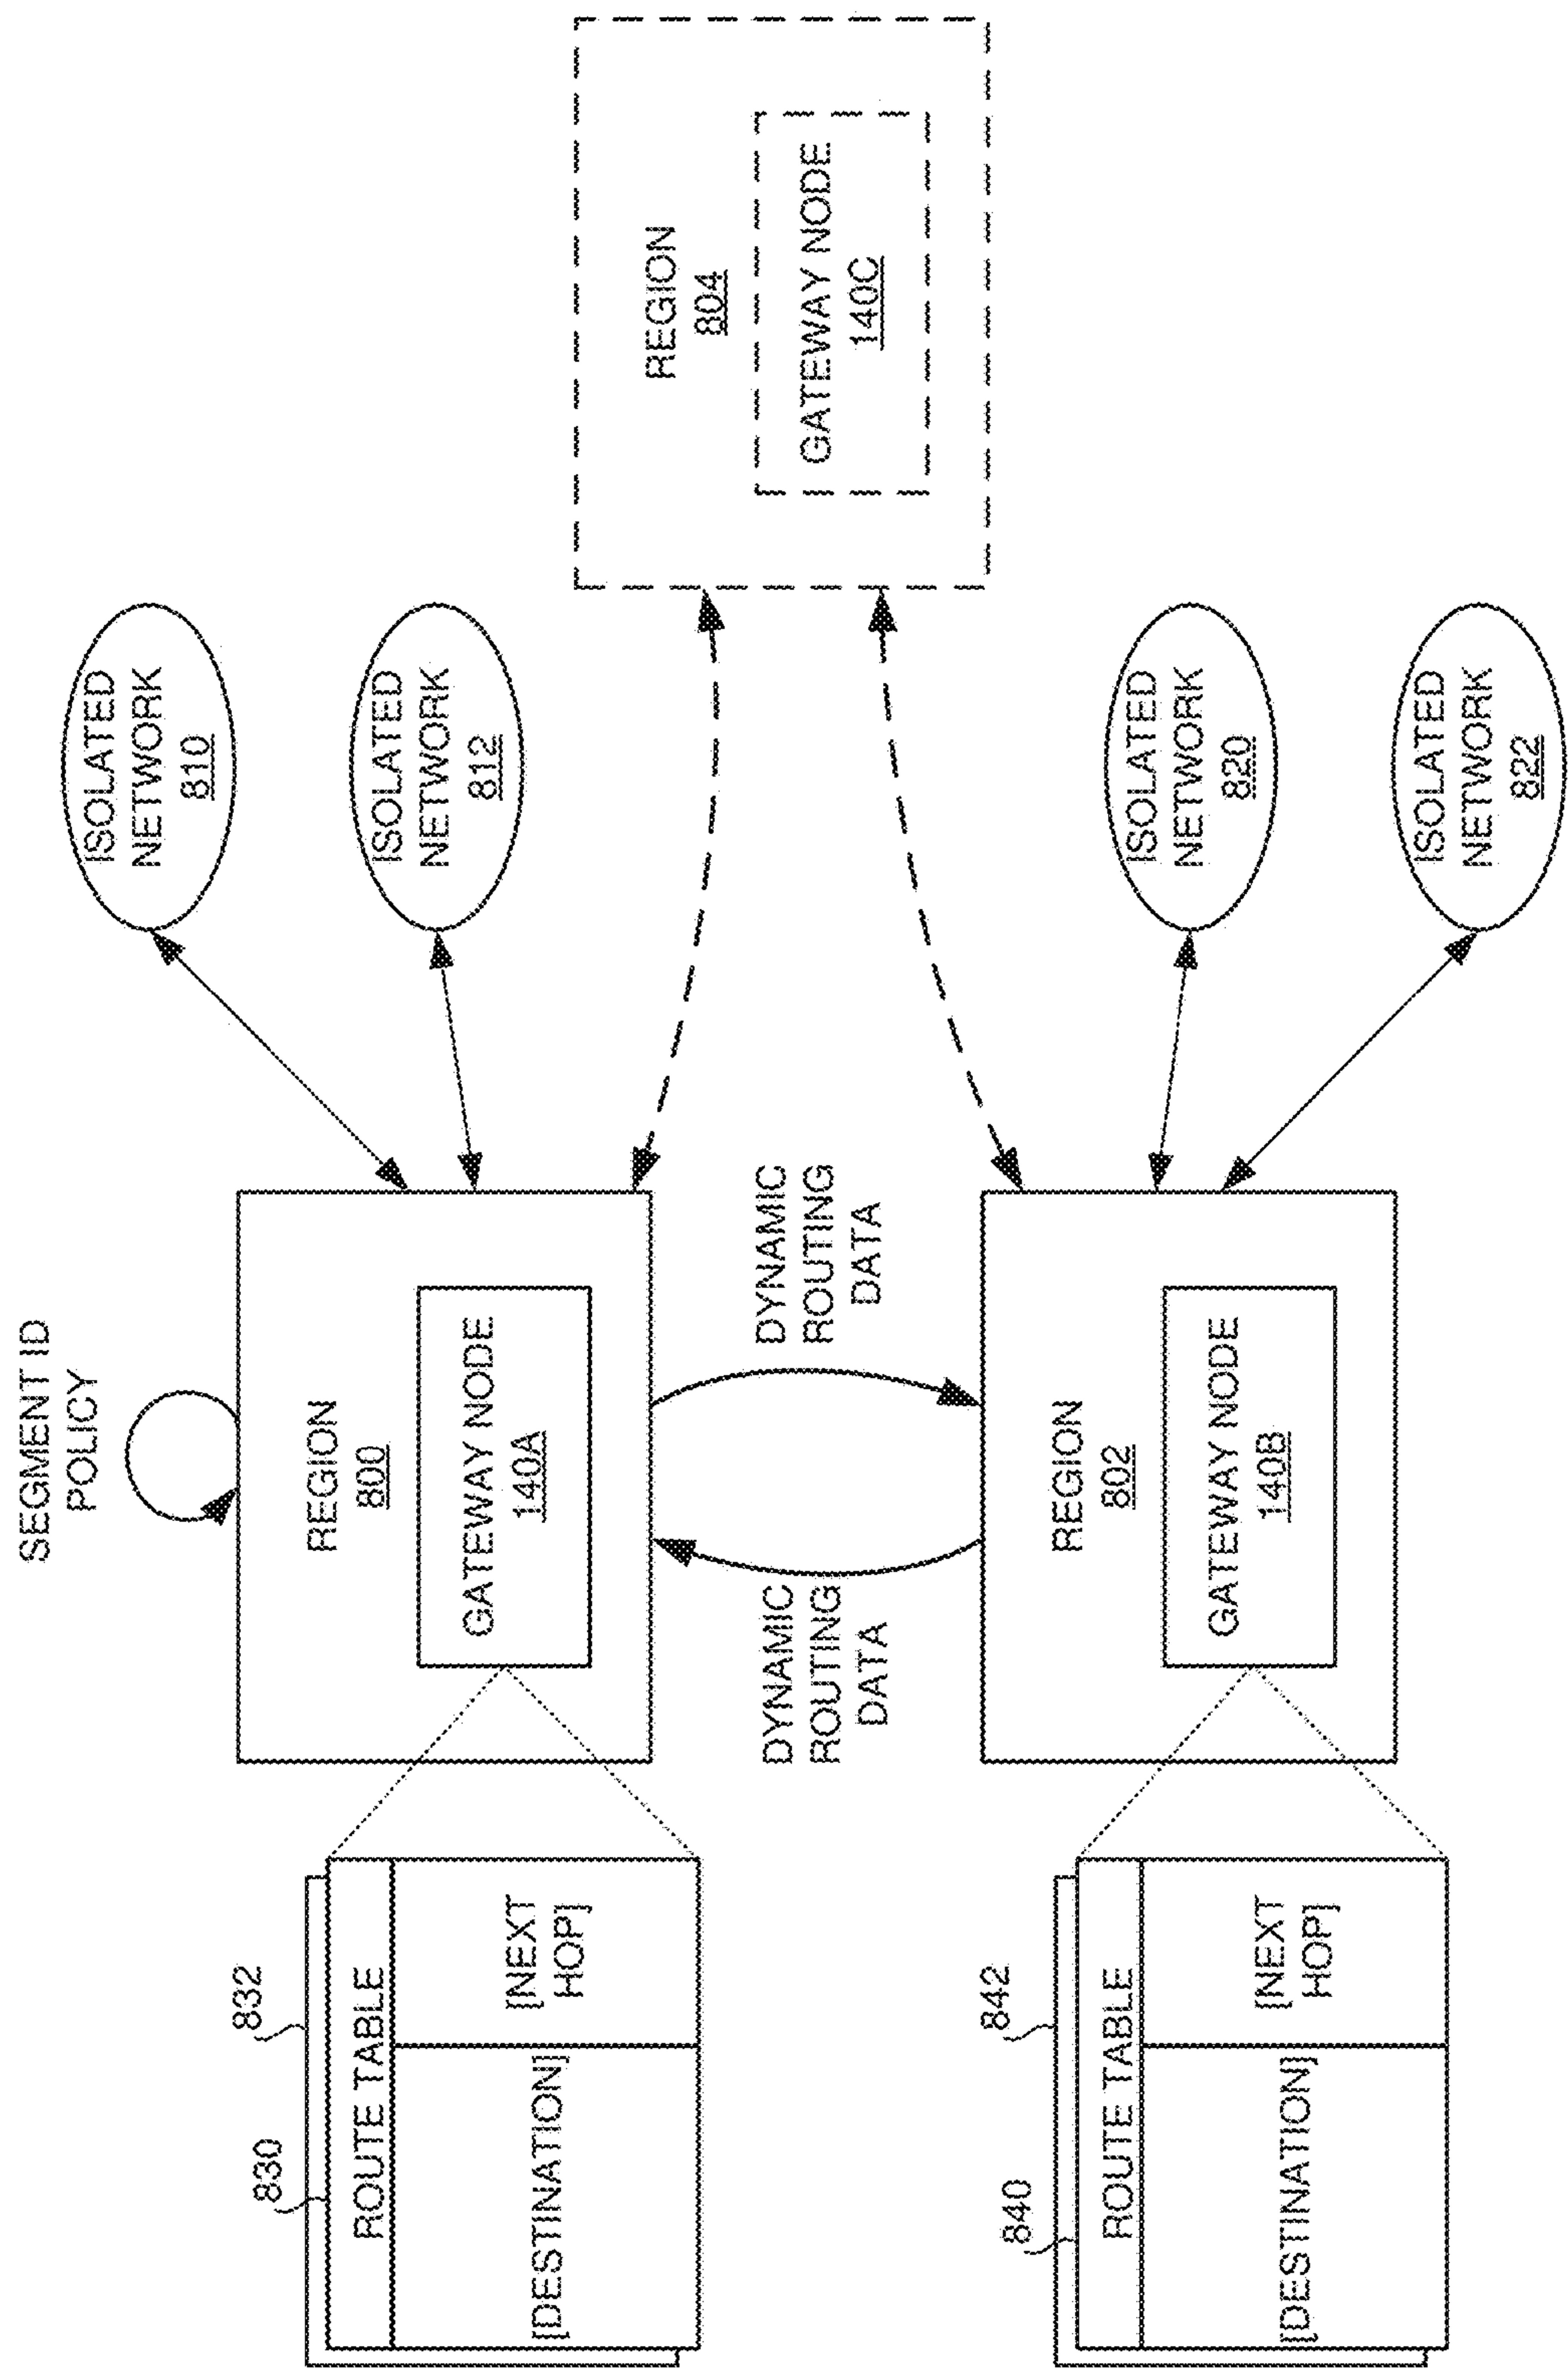 SEGMENT ID
POLICY
832
830
ROUTE TABLE
[DESTINATION]
[NEXT
HOP]
REGION
800
GATEWAY NODE
140A
ISOLATED
NETWORK
810
ISOLATED
NETWORK
812
DYNAMIC
ROUTING
DATA
DYNAMIC
ROUTING
DATA
REGION
804
GATEWAY NODE
140C
842
840
ROUTE TABLE
[DESTINATION]
[NEXT
HOP]
REGION
802
GATEWAY NODE
140B
ISOLATED
NETWORK
820
ISOLATED
NETWORK
822